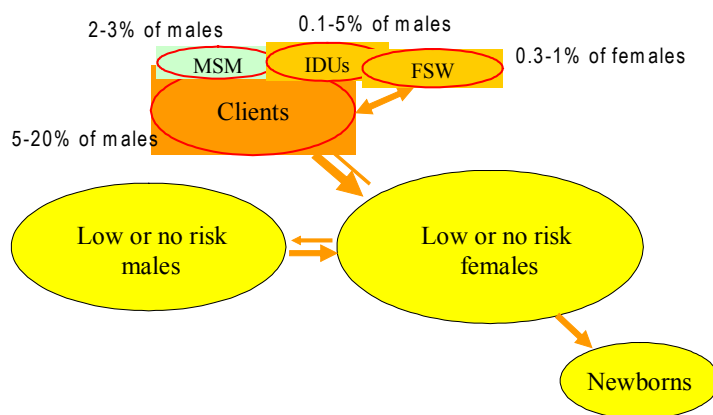 2-3% of males
0.1-5% of males
0.3-1% of females
MSM
IDUs
FSW
Clients
5-20% of males
Low or no risk
males
Low or no risk
females
Newborns